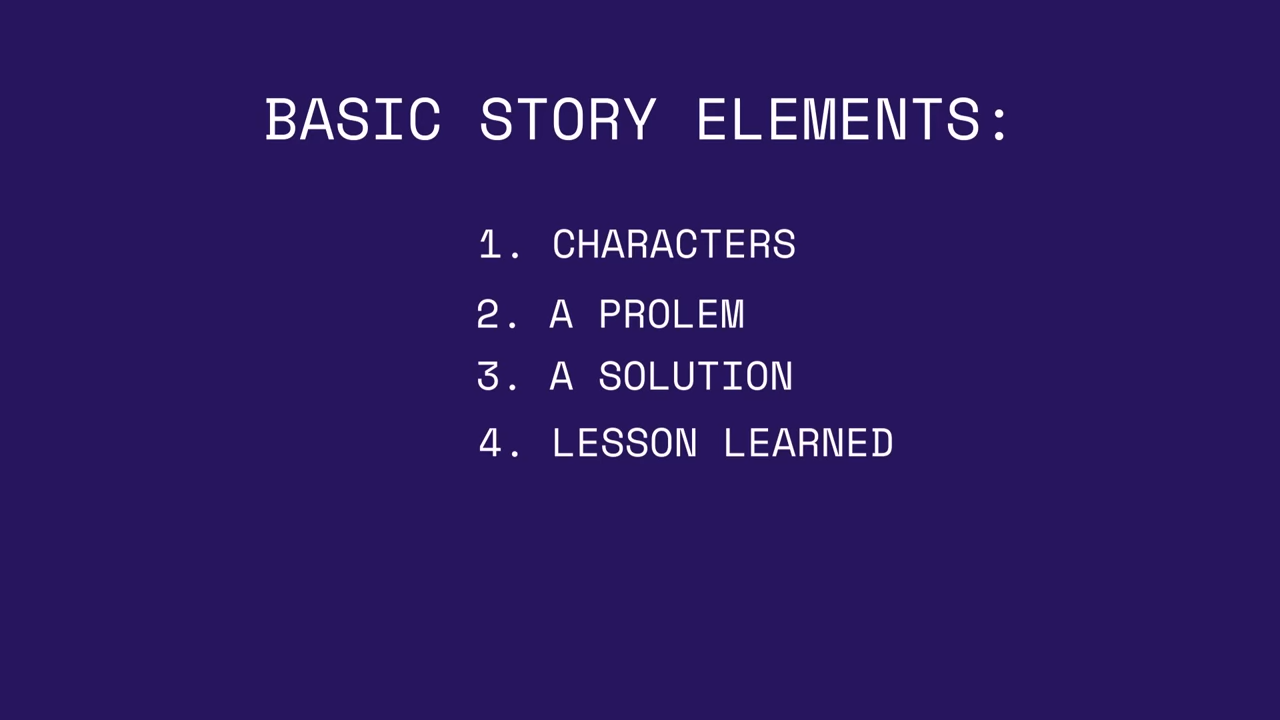 BASIC STORY ELEMENTS:
1. CHARACTERS
2. A PROLEM
3. A SOLUTION
4. LESSON LEARNED